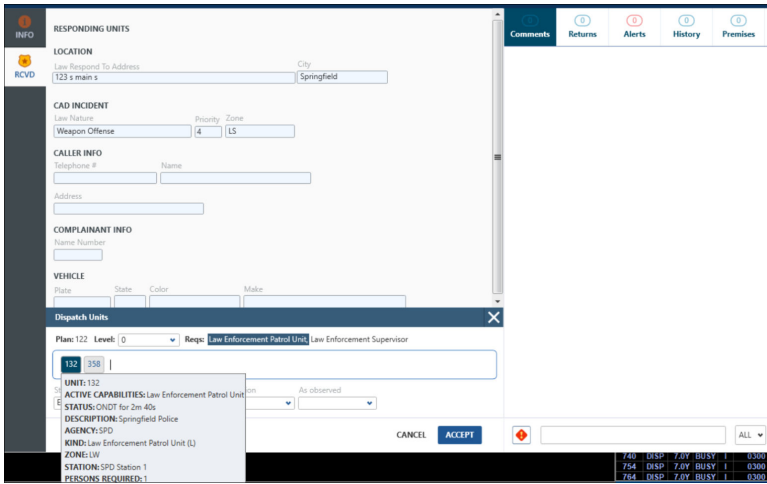 INFO
RCVD
RESPONDING UNITS
LOCATION
Law Respond To Address City
123 s main s Springfield
CAD INCIDENT
Law Nature Priority Zone
Weapon Offense 4 LS
CALLER INFO
Telephone # Name
Address
COMPLAINANT INFO
Name Number
VEHICLE
Plate State Color Make
0 0 0 0 0
Comments Returns Alerts History Premises
Dispatch Units
Plan: 122 Level: 0 Reqs: Law Enforcement Patrol Unit, Law Enforcement Supervisor
132 358
As observed
UNIT: 132
ACTIVE CAPABILITIES: Law Enforcement Patrol Unit
STATUS: ONDT for 2m 40s
DESCRIPTION: Springfield Police
AGENCY: SPD
KIND: Law Enforcement Patrol Unit (L)
ZONE: LW
STATION: SPD Station 1
PERSONS REQUIRED: 1
CANCEL ACCEPT
ALL
740 DISP 7.0Y BUSY I 0300
754 DISP 7.0Y BUSY I 0300
764 DISP 7.0Y BUSY I 0300